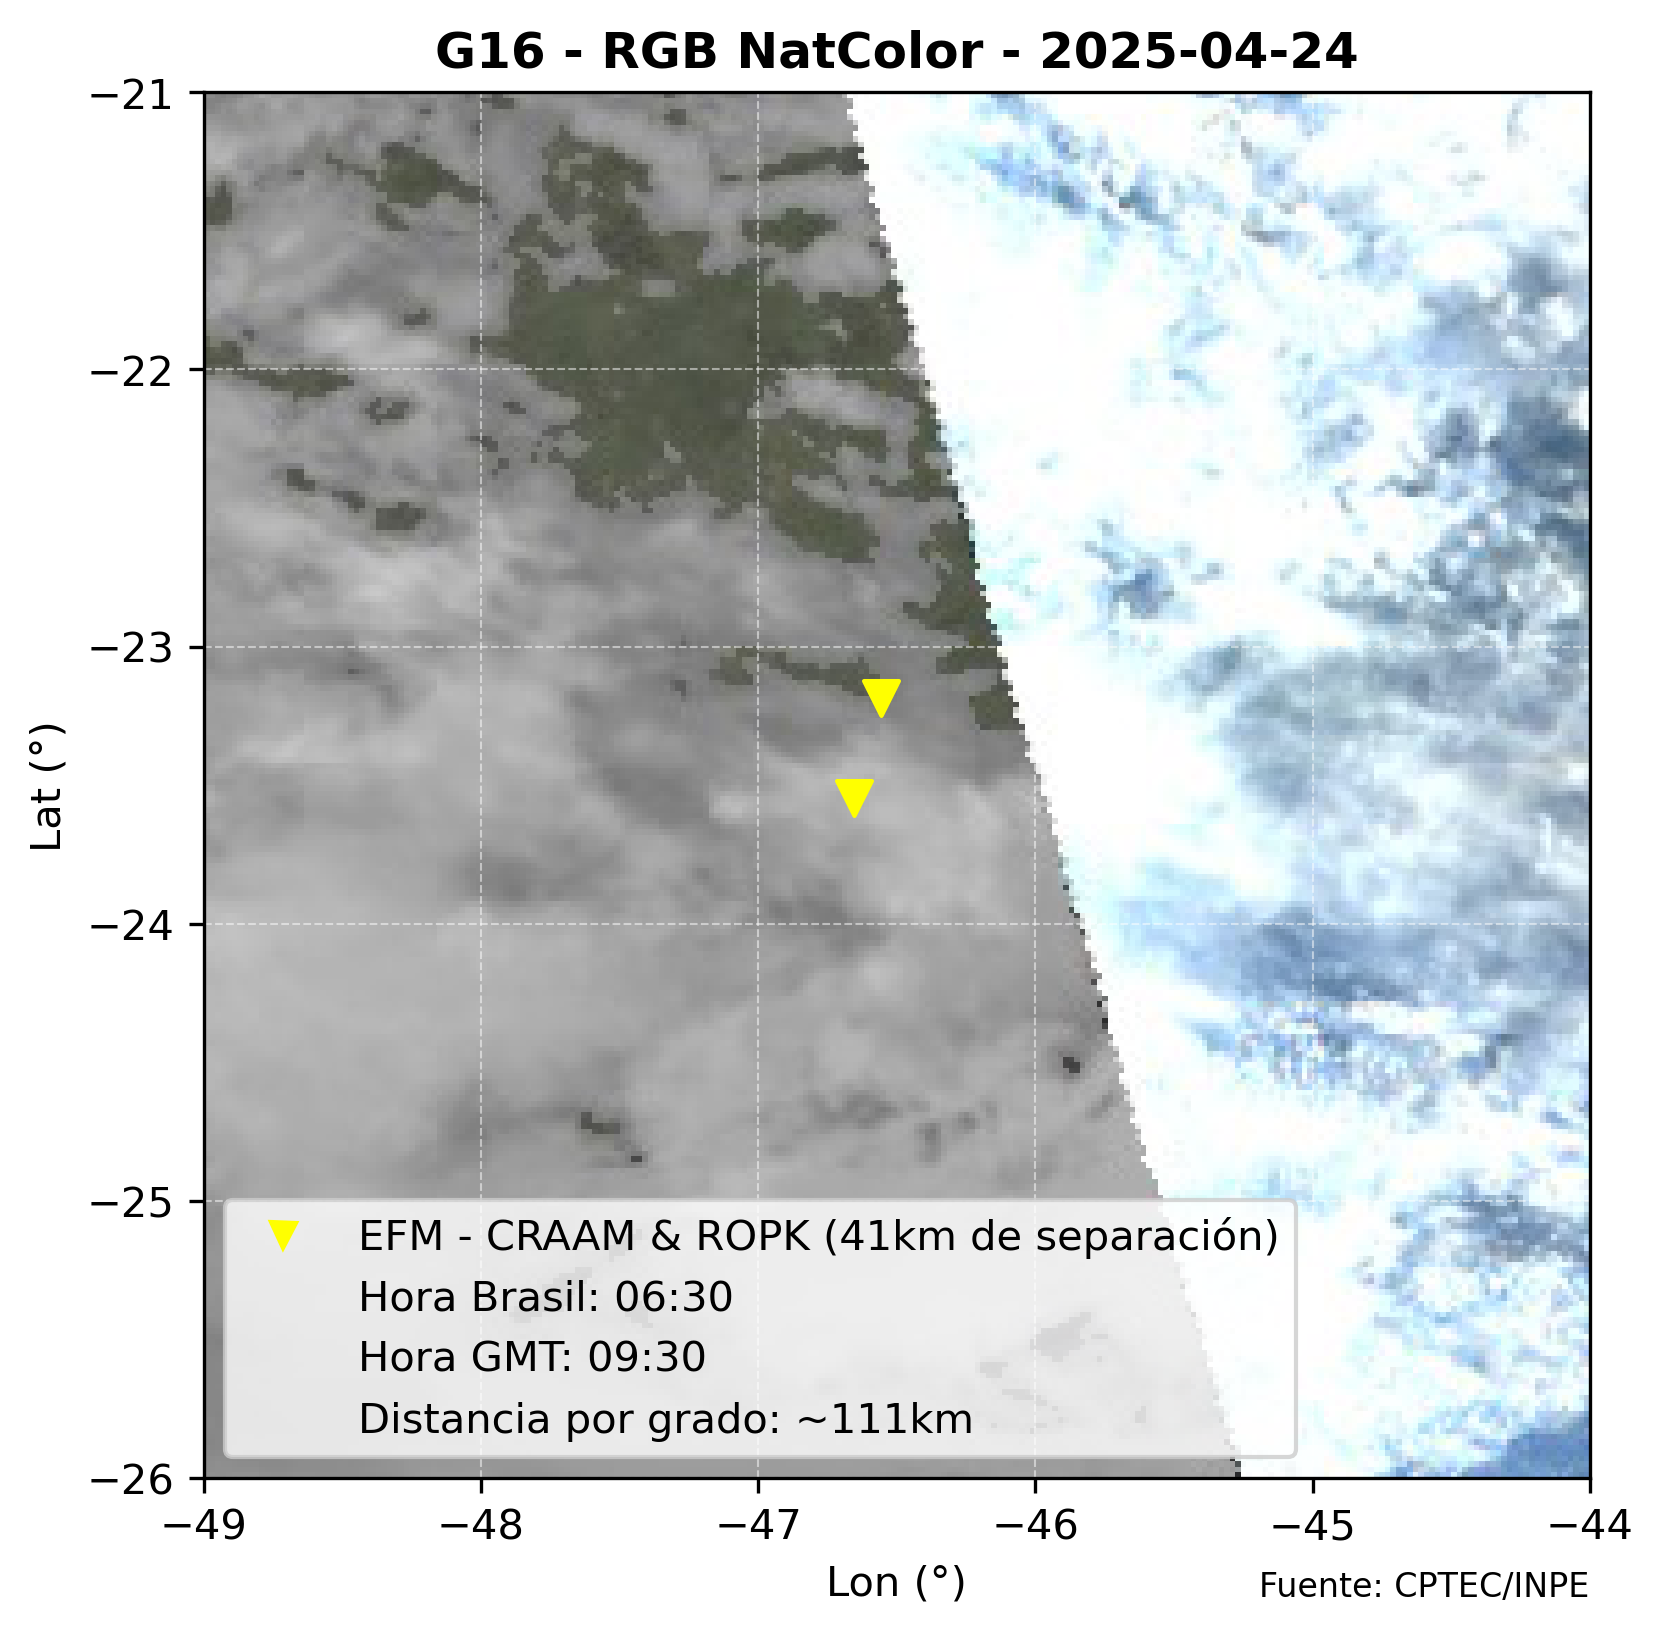 G16 - RGB NatColor - 2025-04-24
−21
−22
−23
−24
−25
−26
Lat (°)
EFM - CRAAM & ROPK (41km de separación)
Hora Brasil: 06:30
Hora GMT: 09:30
Distancia por grado: ~111km
−49 −48 −47 −46 −45 −44
Lon (°)
Fuente: CPTEC/INPE